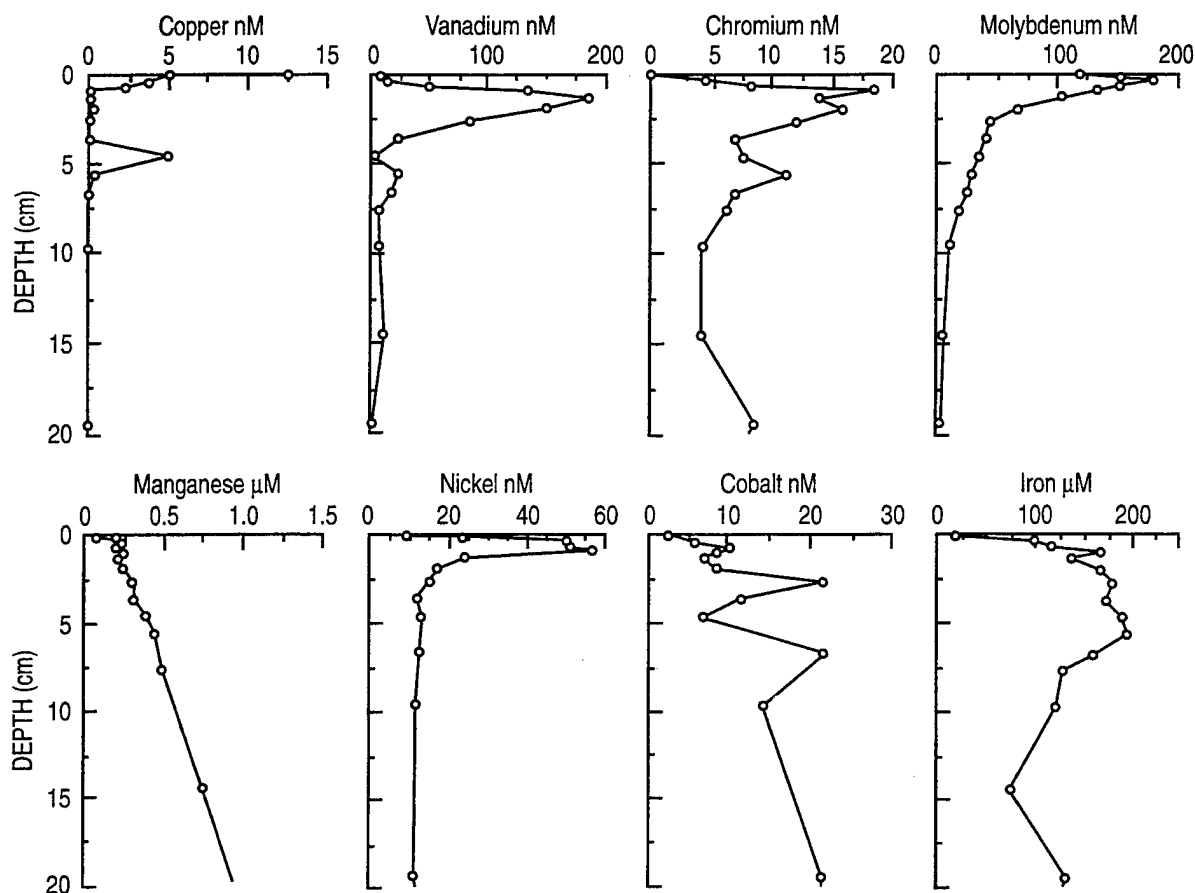 Copper nM
0 5 10 15
Vanadium nM
0 100 200
Chromium nM
0 5 10 15 20
Molybdenum nM
0 50 100 150 200
DEPTH (cm)
0
5
10
15
20
Manganese µM
0 0.5 1.0 1.5
Nickel nM
0 20 40 60
Cobalt nM
0 10 20 30
Iron µM
0 100 200
DEPTH (cm)
0
5
10
15
20